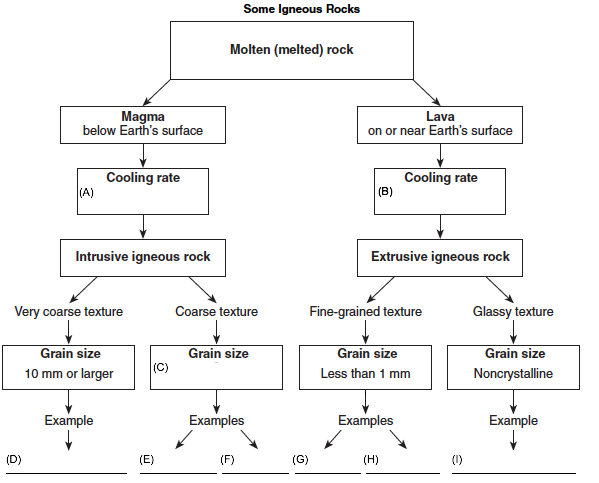 Some Igneous Rocks
Molten (melted) rock
Magma
below Earth's surface
Lava
on or near Earth's surface
Cooling rate
(A)
Cooling rate
(B)
Intrusive igneous rock
Extrusive igneous rock
Very coarse texture
Coarse texture
Fine-grained texture
Glassy texture
Grain size
10 mm or larger
Grain size
(C)
Grain size
Less than 1 mm
Grain size
Noncrystalline
Example
Examples
Examples
Example
(D)
(E)
(F)
(G)
(H)
(I)